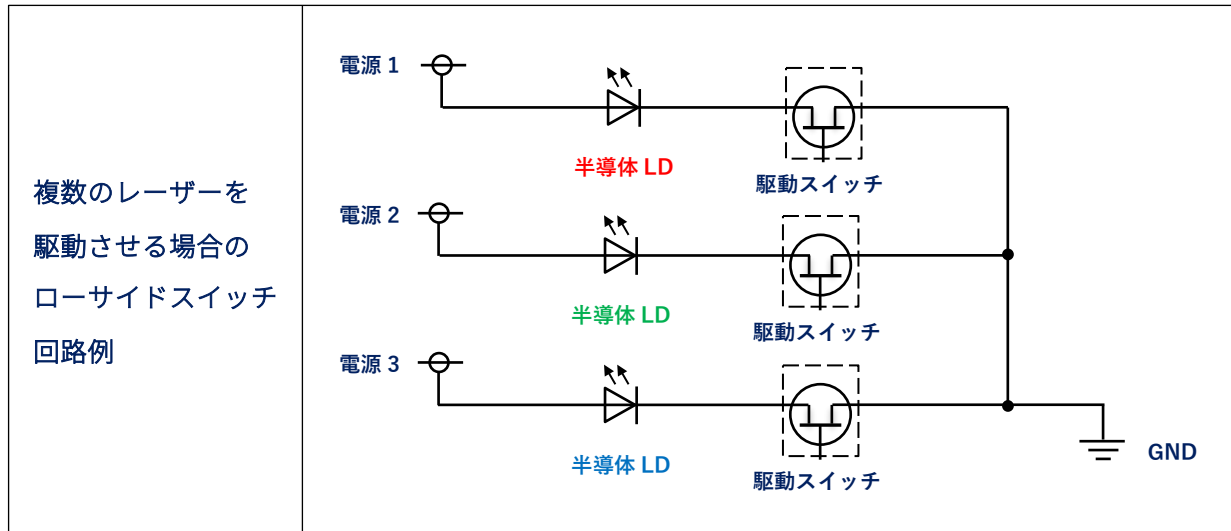 複数のレーザーを
駆動させる場合の
ローサイドスイッチ
回路例
電源 1
半導体 LD
駆動スイッチ
電源 2
半導体 LD
駆動スイッチ
電源 3
半導体 LD
駆動スイッチ
GND